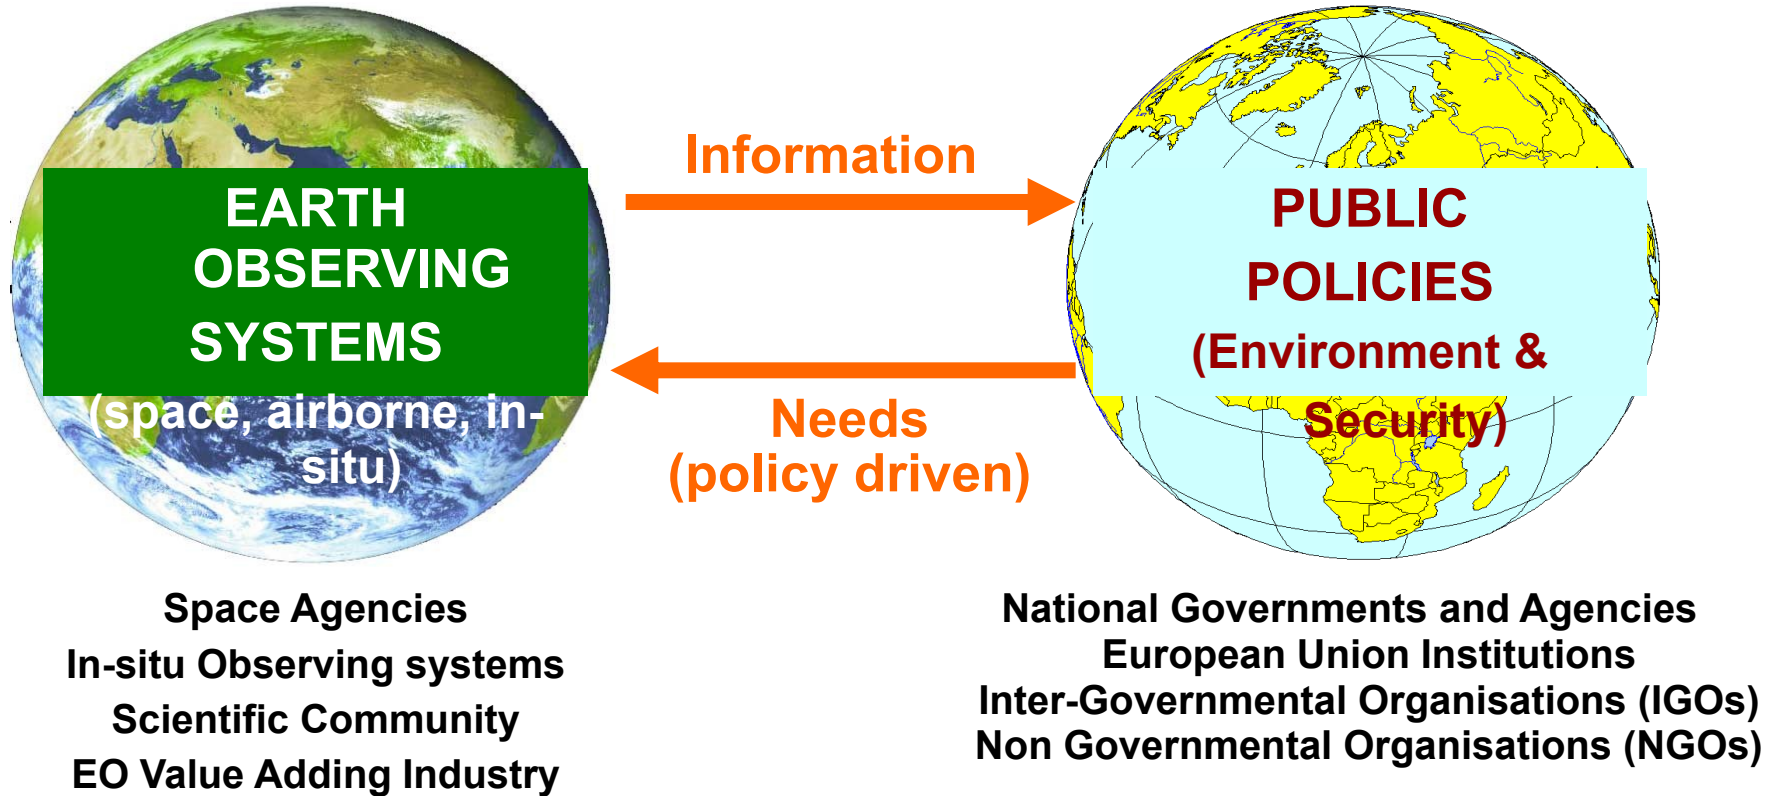 EARTH
OBSERVING
SYSTEMS
(space, airborne, in-
situ)
Information
Needs
(policy driven)
PUBLIC
POLICIES
(Environment &
Security)
Space Agencies
In-situ Observing systems
Scientific Community
EO Value Adding Industry
National Governments and Agencies
European Union Institutions
Inter-Governmental Organisations (IGOs)
Non Governmental Organisations (NGOs)